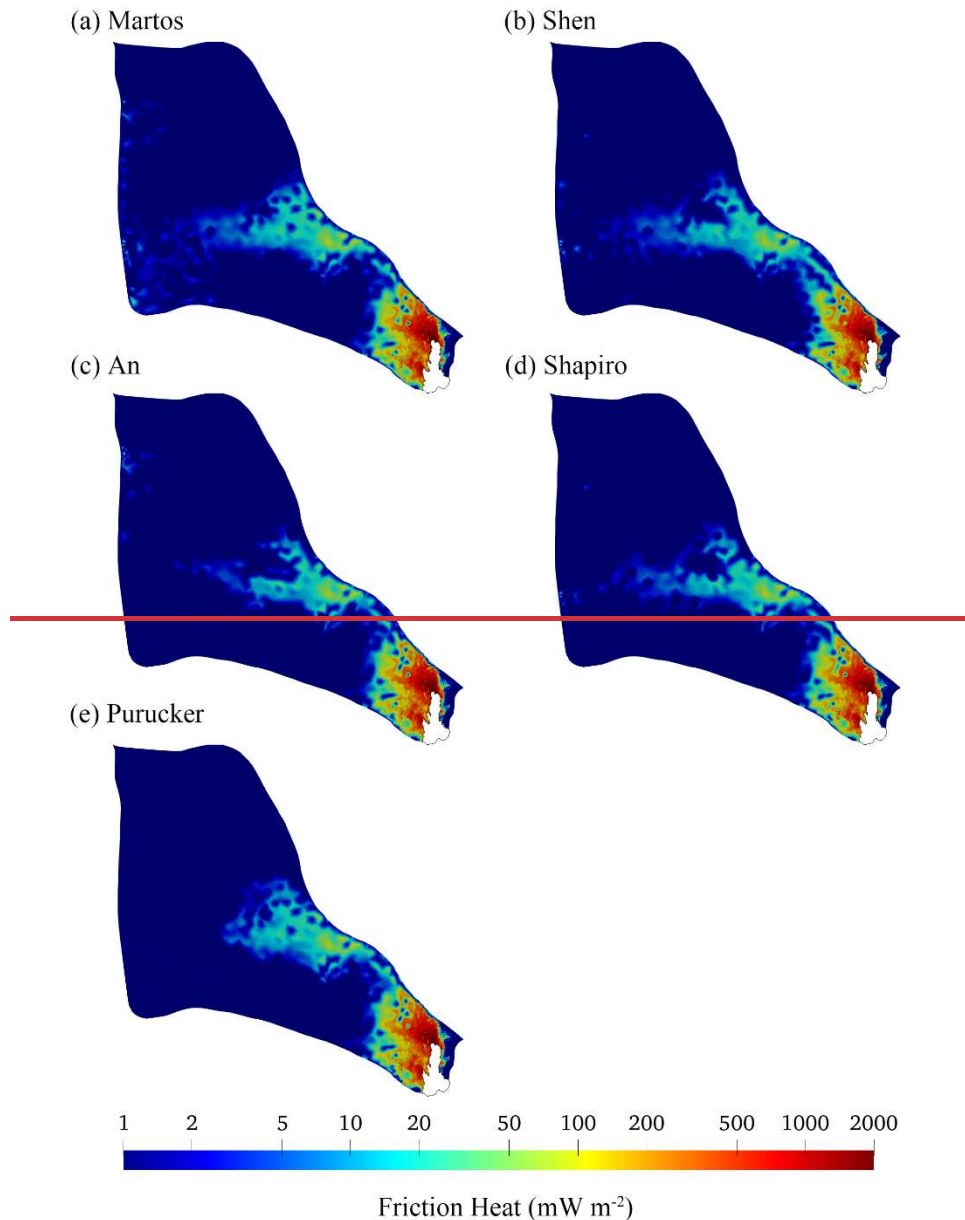 (a) Martos (b) Shen
(c) An (d) Shapiro
(e) Purucker
1 2 5 10 20 50 100 200 500 1000 2000
Friction Heat (mW m⁻²)